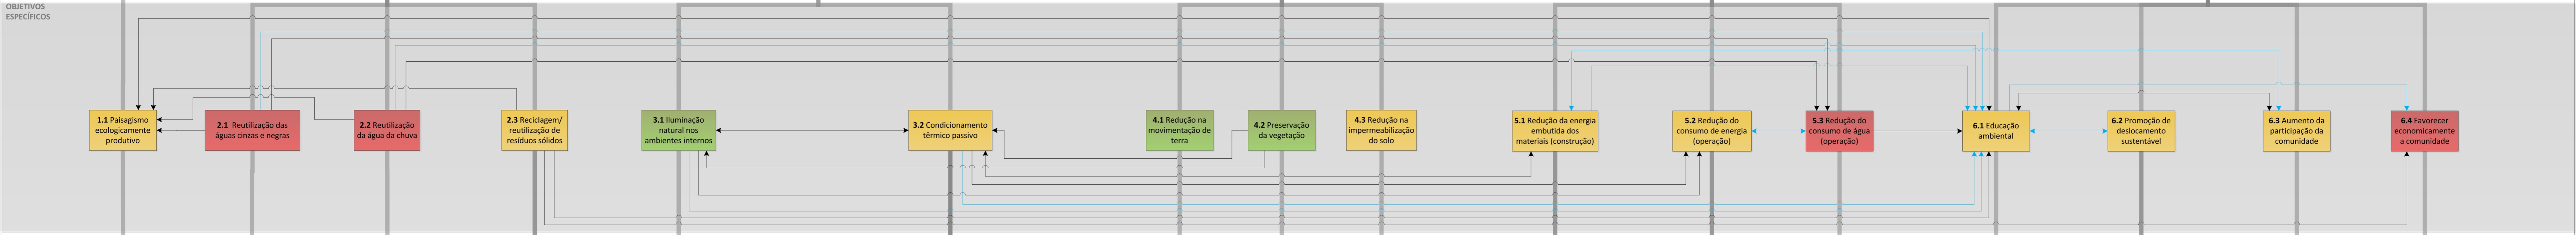 OBJETIVOS
ESPECÍFICOS
1.1 Paisagismo
ecologicamente
produtivo
2.1 Reutilização das
águas cinzas e negras
2.2 Reutilização
da água da chuva
2.3 Reciclagem/
reutilização de
resíduos sólidos
3.1 Iluminação
natural nos
ambientes internos
3.2 Condicionamento
térmico passivo
4.1 Redução na
movimentação de
terra
4.2 Preservação
da vegetação
4.3 Redução na
impermeabilização
do solo
5.1 Redução da energia
embutida dos
materiais (construção)
5.2 Redução do
consumo de energia
(operação)
5.3 Redução do
consumo de água
(operação)
6.1 Educação
ambiental
6.2 Promoção de
deslocamento
sustentável
6.3 Aumento da
participação da
comunidade
6.4 Favorecer
economicamente
a comunidade